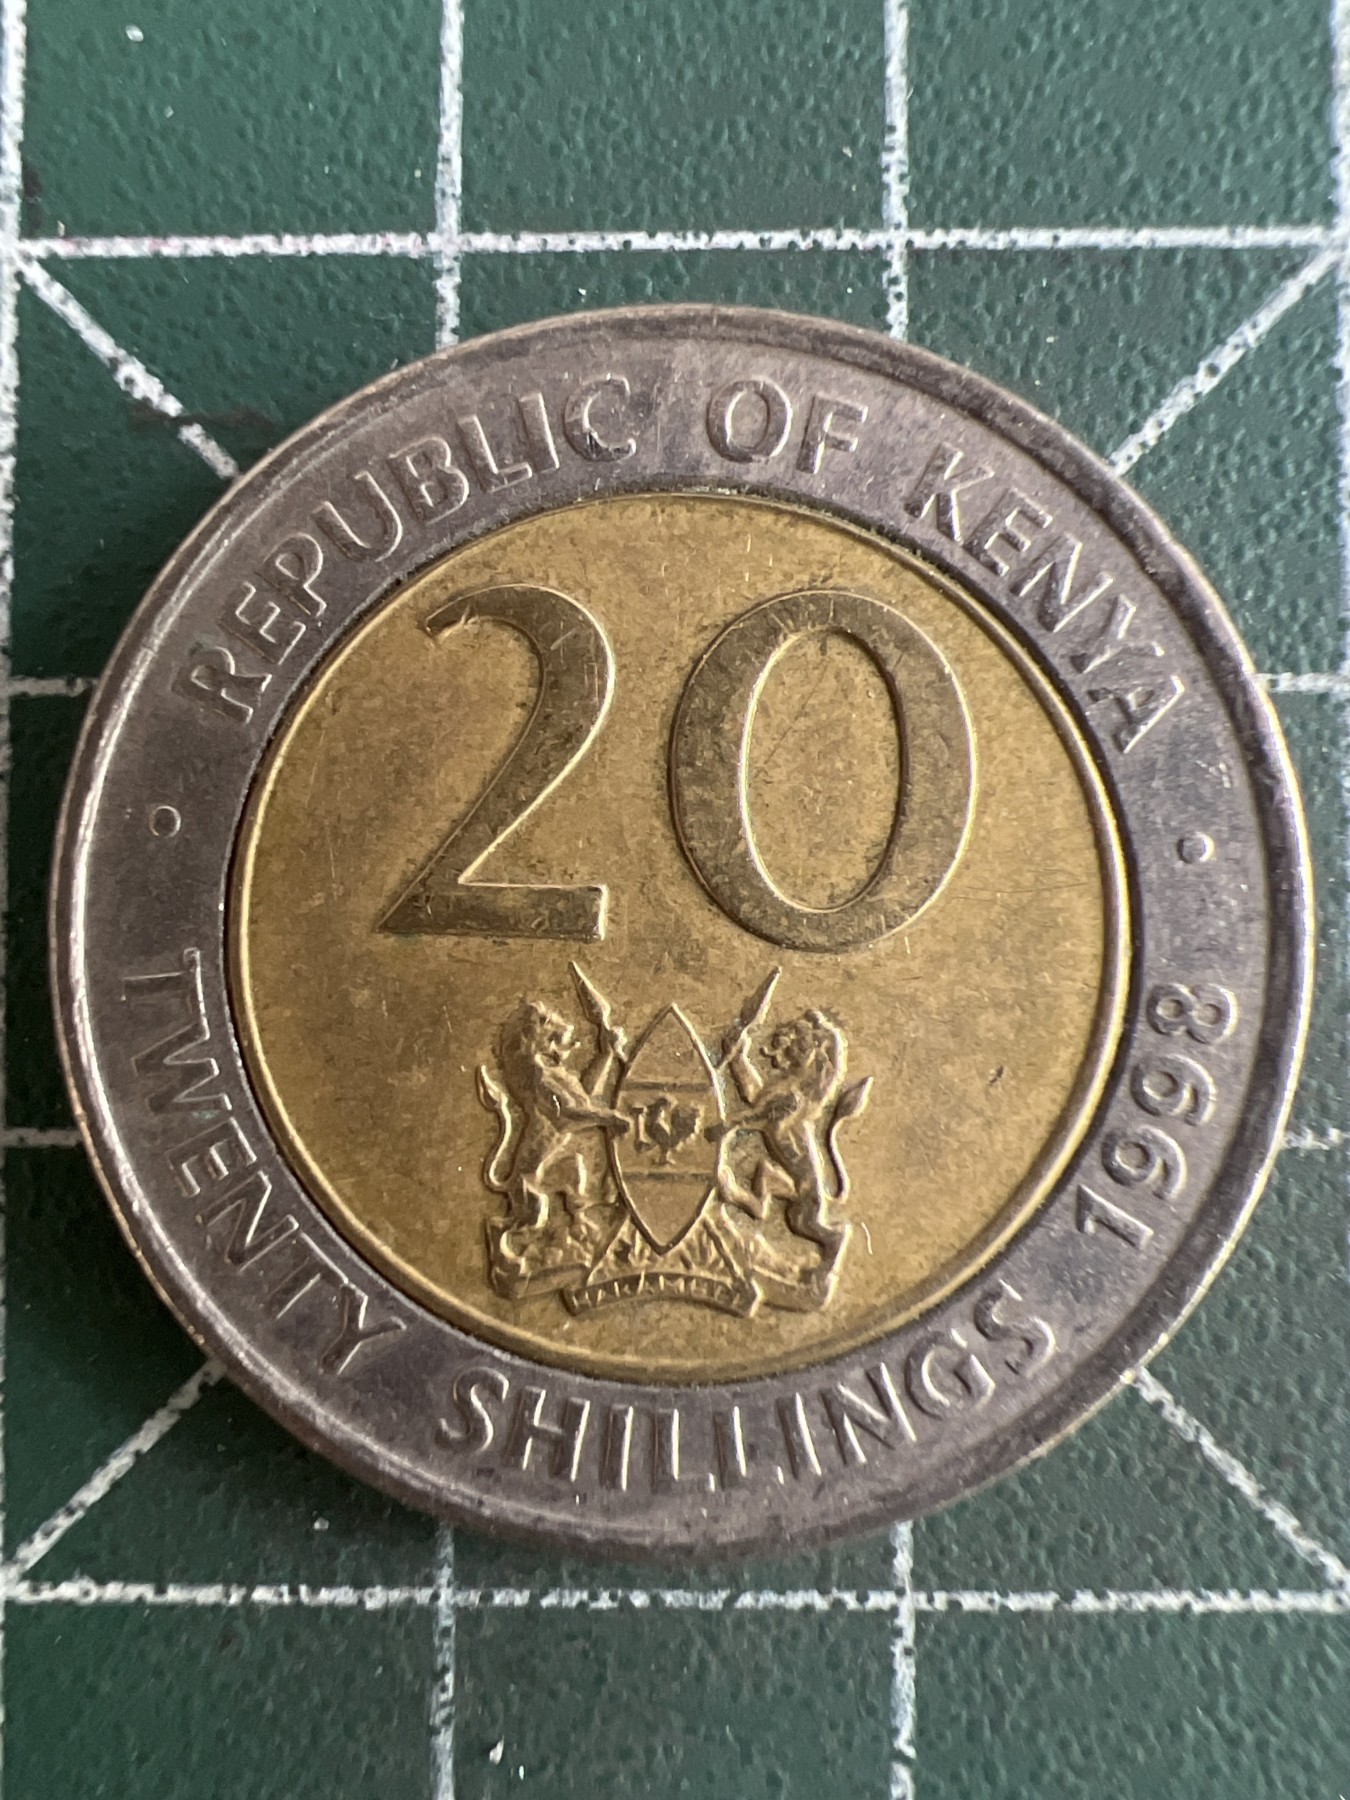 REPUBLIC OF KENYA
20
HARAMBEE
TWENTY SHILLINGS 1998